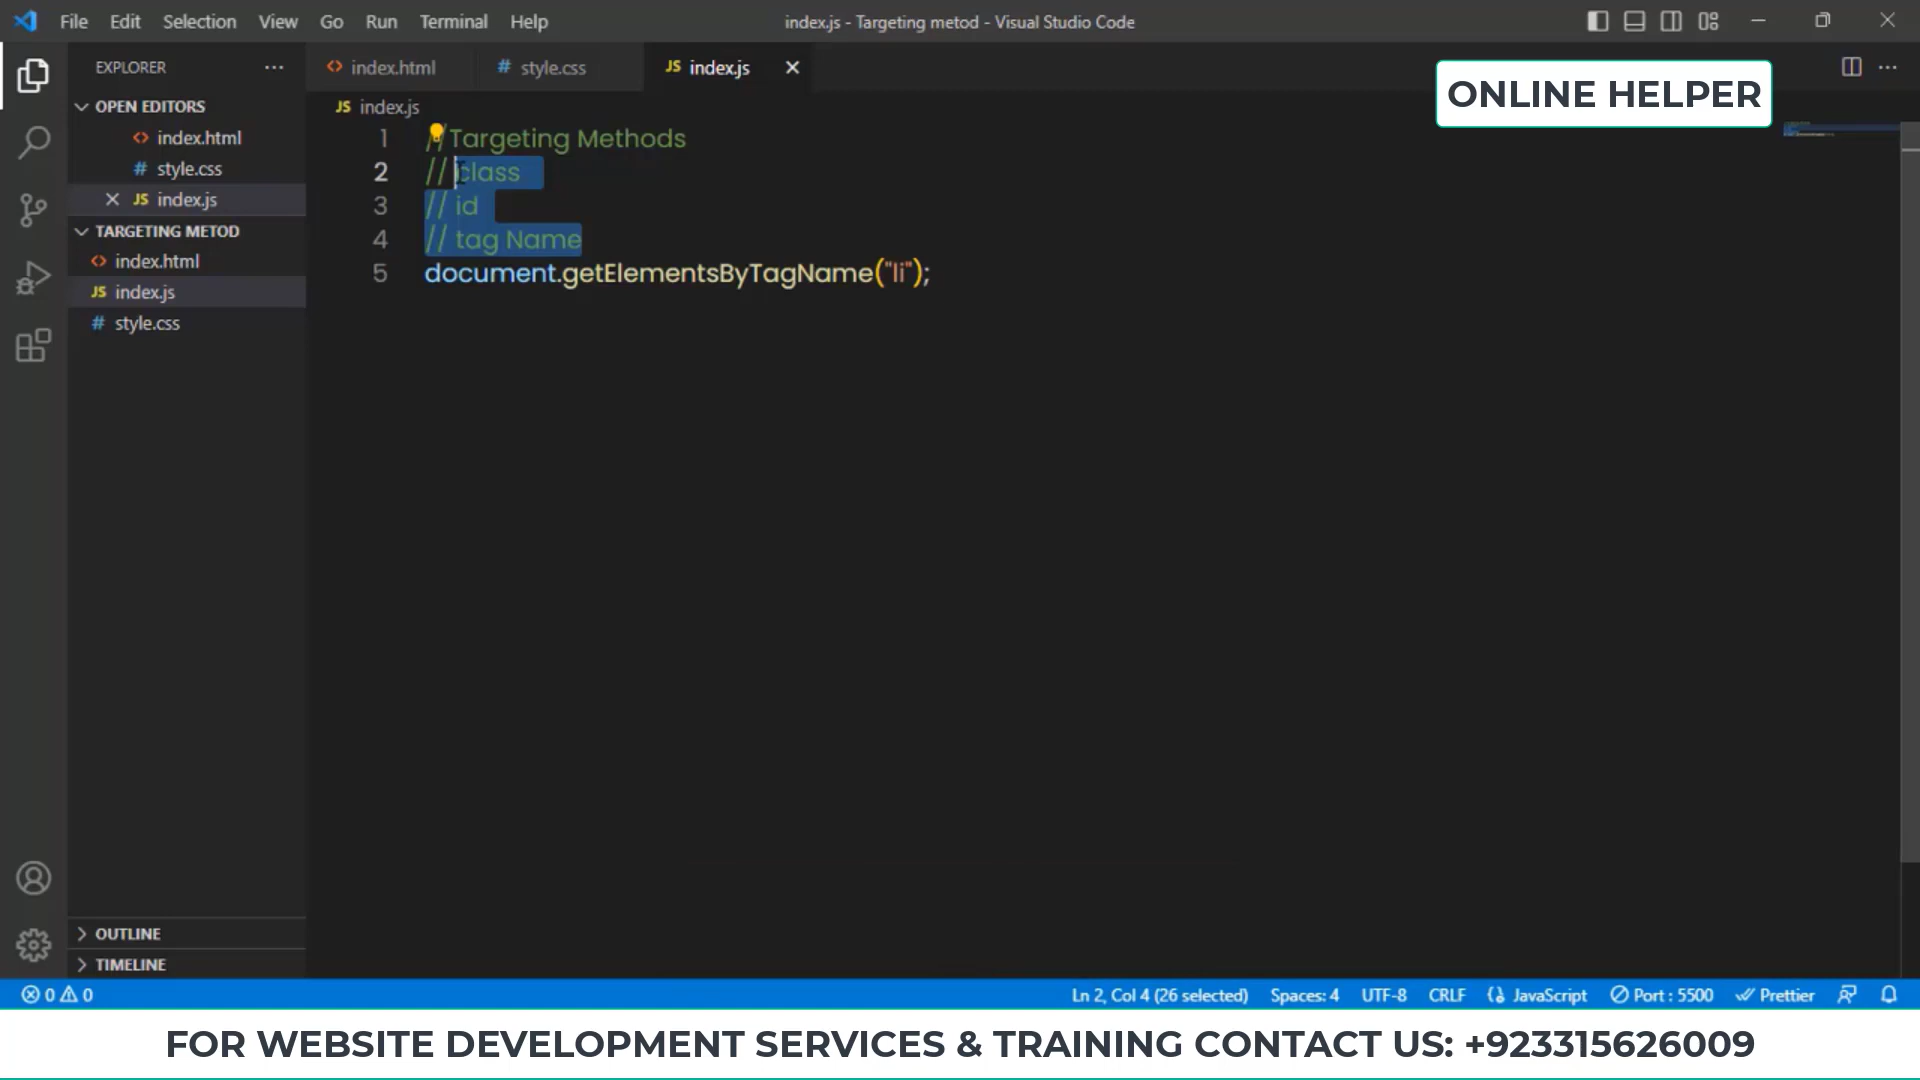 File Edit Selection View Go Run Terminal Help
index.js - Targeting metod - Visual Studio Code
EXPLORER
OPEN EDITORS
index.html
# style.css
JS index.js
TARGETING METOD
index.html
JS index.js
# style.css
OUTLINE
TIMELINE
index.html
# style.css
JS index.js
JS index.js
ONLINE HELPER
1 //Targeting Methods
2 // class
3 // id
4 // tag Name
5 document.getElementsByTagName("li");
0 0
Ln 2, Col 4 (26 selected) Spaces: 4 UTF-8 CRLF JavaScript Port : 5500 Prettier
FOR WEBSITE DEVELOPMENT SERVICES & TRAINING CONTACT US: +923315626009